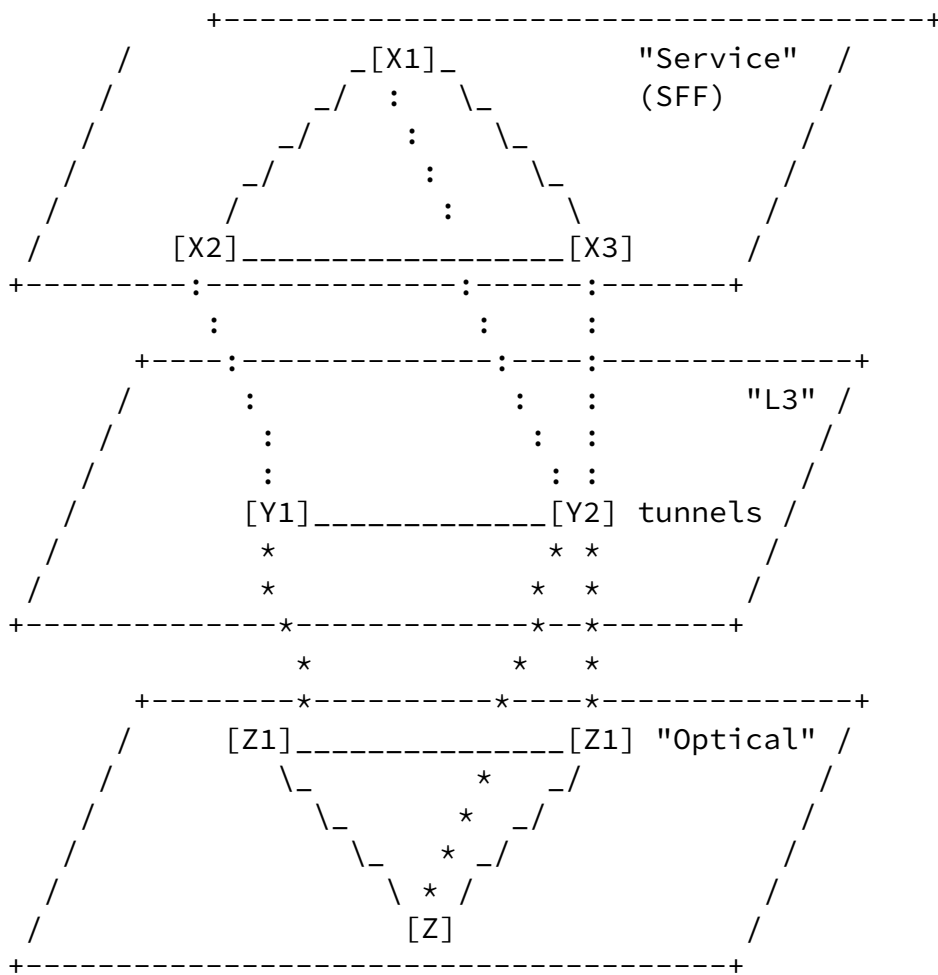 [X1] "Service"
(SFF)
[X2] [X3]
"L3"
[Y1] [Y2] tunnels
[Z1] [Z1] "Optical"
[Z]